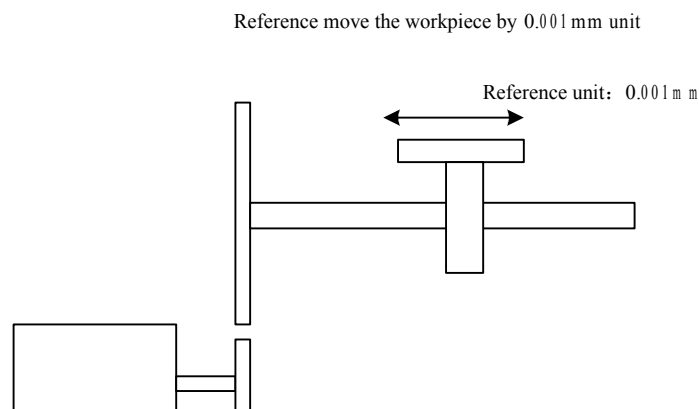 Reference move the workpiece by 0.001mm unit
Reference unit：0.001mm